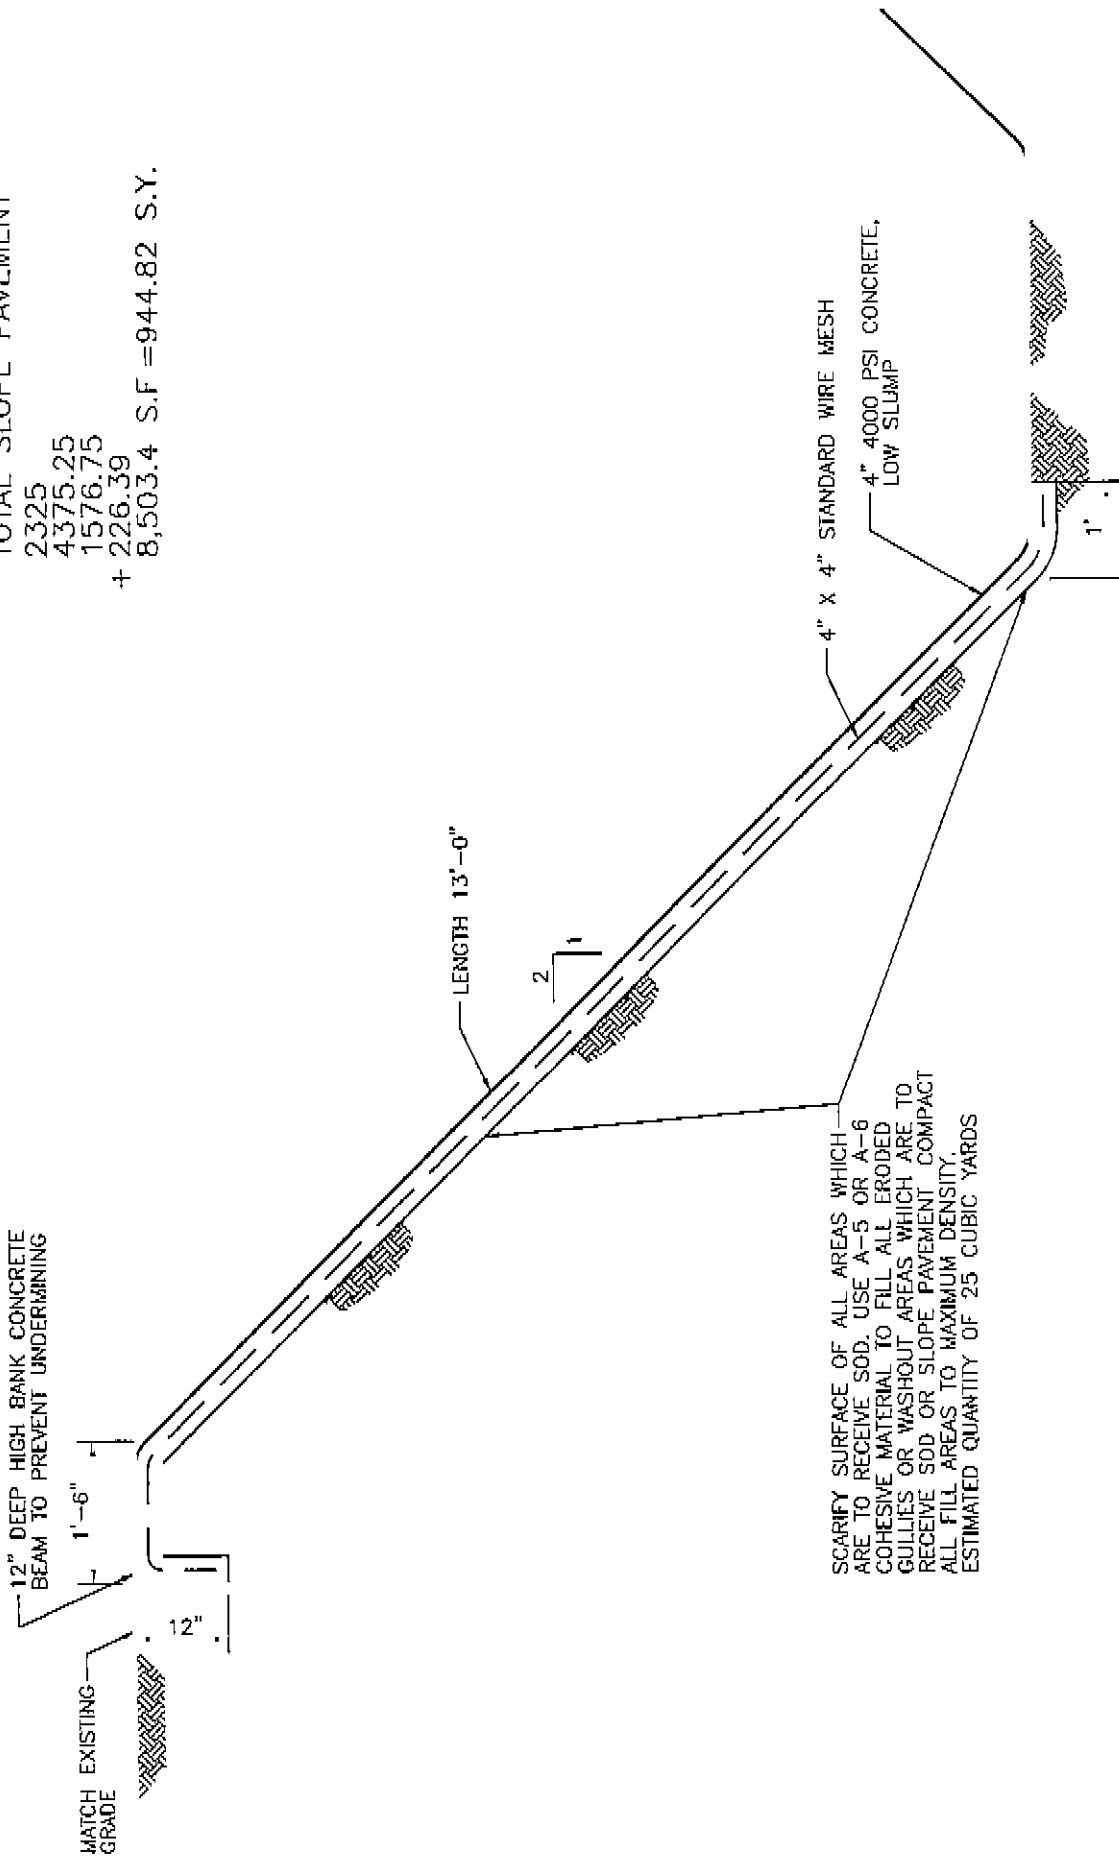 TOTAL SLOPE PAVEMENT
2325
4375.25
1576.75
+ 226.39
8,503.4 S.F =944.82 S.Y.
12" DEEP HIGH BANK CONCRETE
BEAM TO PREVENT UNDERMINING
1'-6"
MATCH EXISTING
GRADE
12"
LENGTH 13'-0"
2
1
4" X 4" STANDARD WIRE MESH
4" 4000 PSI CONCRETE,
LOW SLUMP
1'
SCARIFY SURFACE OF ALL AREAS WHICH
ARE TO RECEIVE SOD. USE A-5 OR A-6
COHESIVE MATERIAL TO FILL ALL ERODED
GULLIES OR WASHOUT AREAS WHICH ARE TO
RECEIVE SOD OR SLOPE PAVEMENT COMPACT
ALL FILL AREAS TO MAXIMUM DENSITY.
ESTIMATED QUANTITY OF 25 CUBIC YARDS